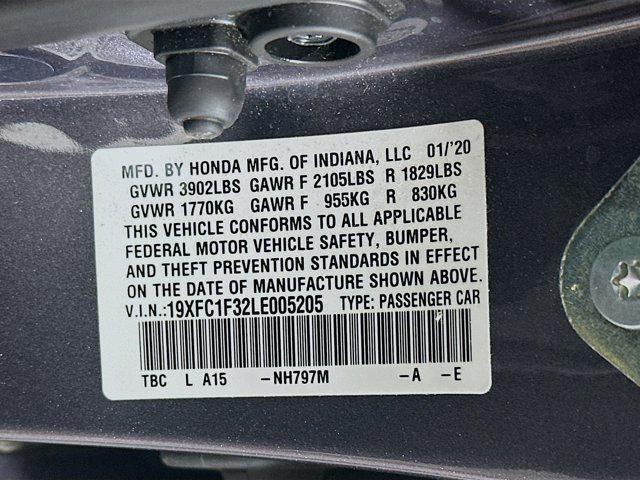 MFD. BY HONDA MFG. OF INDIANA, LLC 01/'20
GVWR 3902LBS GAWR F 2105LBS R 1829LBS
GVWR 1770KG GAWR F 955KG R 830KG
THIS VEHICLE CONFORMS TO ALL APPLICABLE
FEDERAL MOTOR VEHICLE SAFETY, BUMPER,
AND THEFT PREVENTION STANDARDS IN EFFECT
ON THE DATE OF MANUFACTURE SHOWN ABOVE.
V.I.N.:19XFC1F32LE005205 TYPE: PASSENGER CAR
TBC L A15 -NH797M -A -E